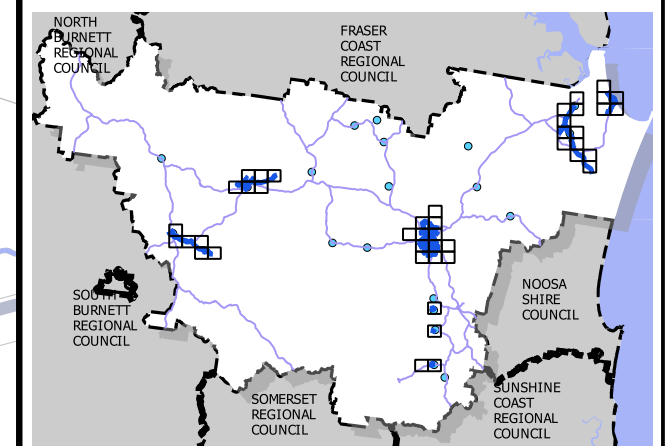 NORTH
BURNETT
REGIONAL
COUNCIL
FRASER
COAST
REGIONAL
COUNCIL
SOUTH
BURNETT
REGIONAL
COUNCIL
NOOSA
SHIRE
COUNCIL
SOMERSET
REGIONAL
COUNCIL
SUNSHINE
COAST
REGIONAL
COUNCIL